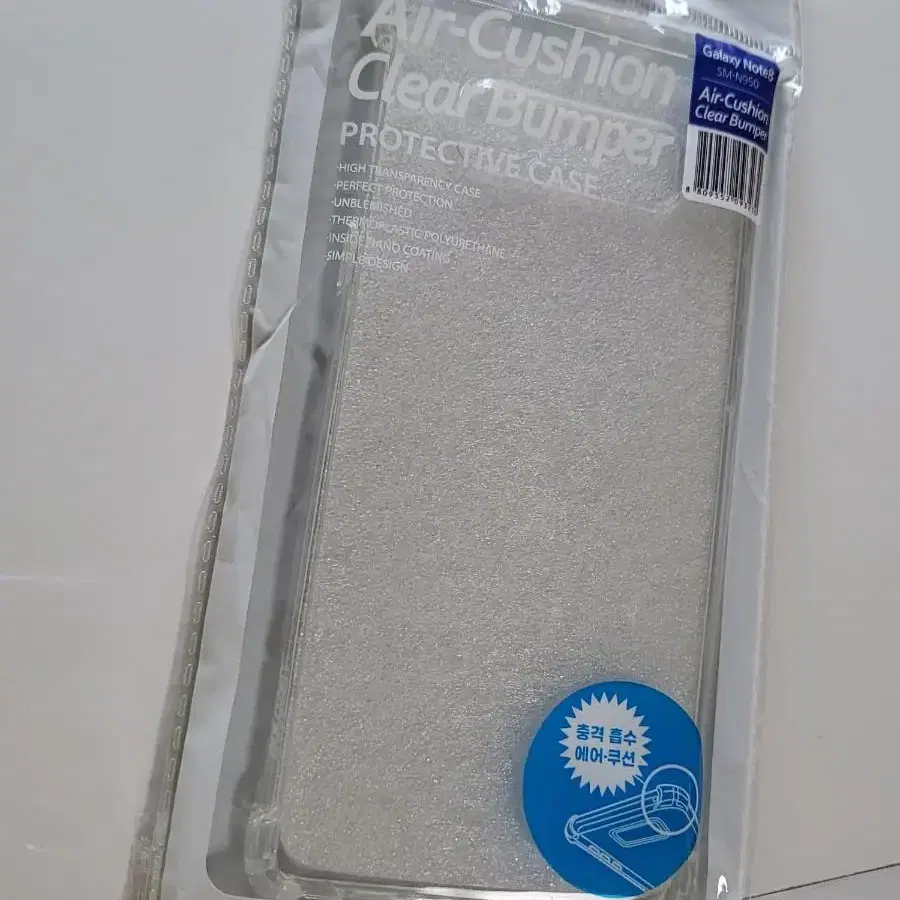 Air-Cushion
Clear Bumper
PROTECTIVE CASE
·HIGH TRANSPARENCY CASE
·PERFECT PROTECTION
·UNBLEMISHED
·THERMOPLASTIC POLYURETHANE
·INSIDE NANO COATING
·SIMPLE DESIGN
Galaxy Note8
SM-N950
Air-Cushion
Clear Bumper
충격 흡수
에어·쿠션